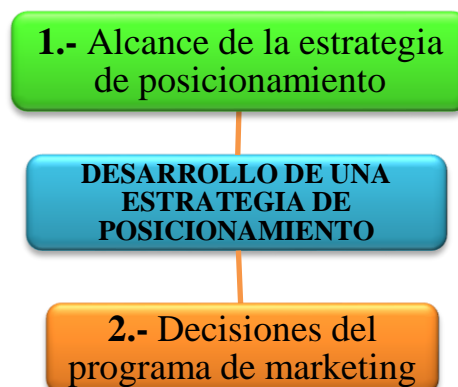 1.- Alcance de la estrategia
de posicionamiento
DESARROLLO DE UNA
ESTRATEGIA DE
POSICIONAMIENTO
2.- Decisiones del
programa de marketing